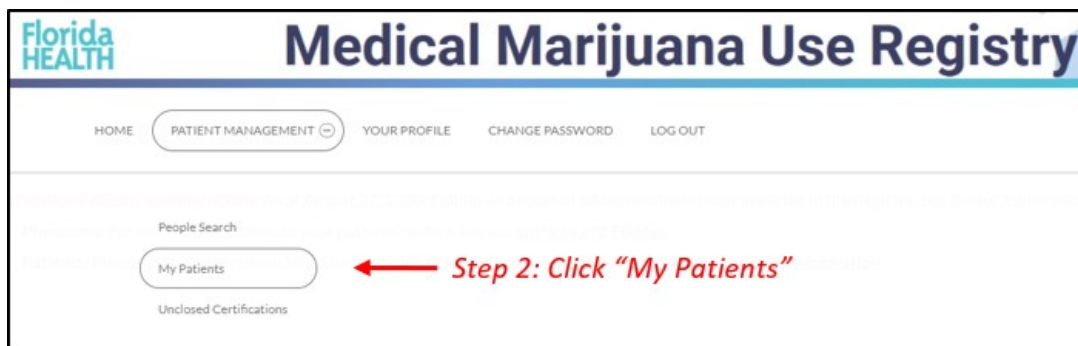 Florida
HEALTH
Medical Marijuana Use Registry
HOME PATIENT MANAGEMENT YOUR PROFILE CHANGE PASSWORD LOG OUT
People Search
My Patients
Step 2: Click “My Patients”
Unclosed Certifications